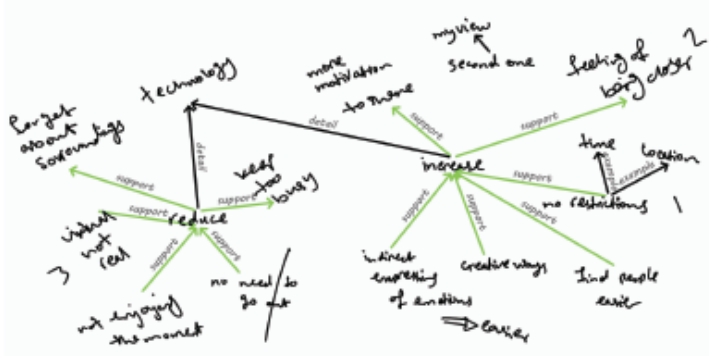 my view
second one
feeling of
being closer 2
technology
more
motivation
to share
forget
about
surroundings
detail
detail
support
support
increase
time
location
example
example
support
no restrictions 1
keep
too
busy
support
support
reduce
support
virtual
not
real
3
support
support
support
support
support
not enjoying
the moment
no need to
go out
indirect
expressing
of emotions
creative ways
find people
easier
easier